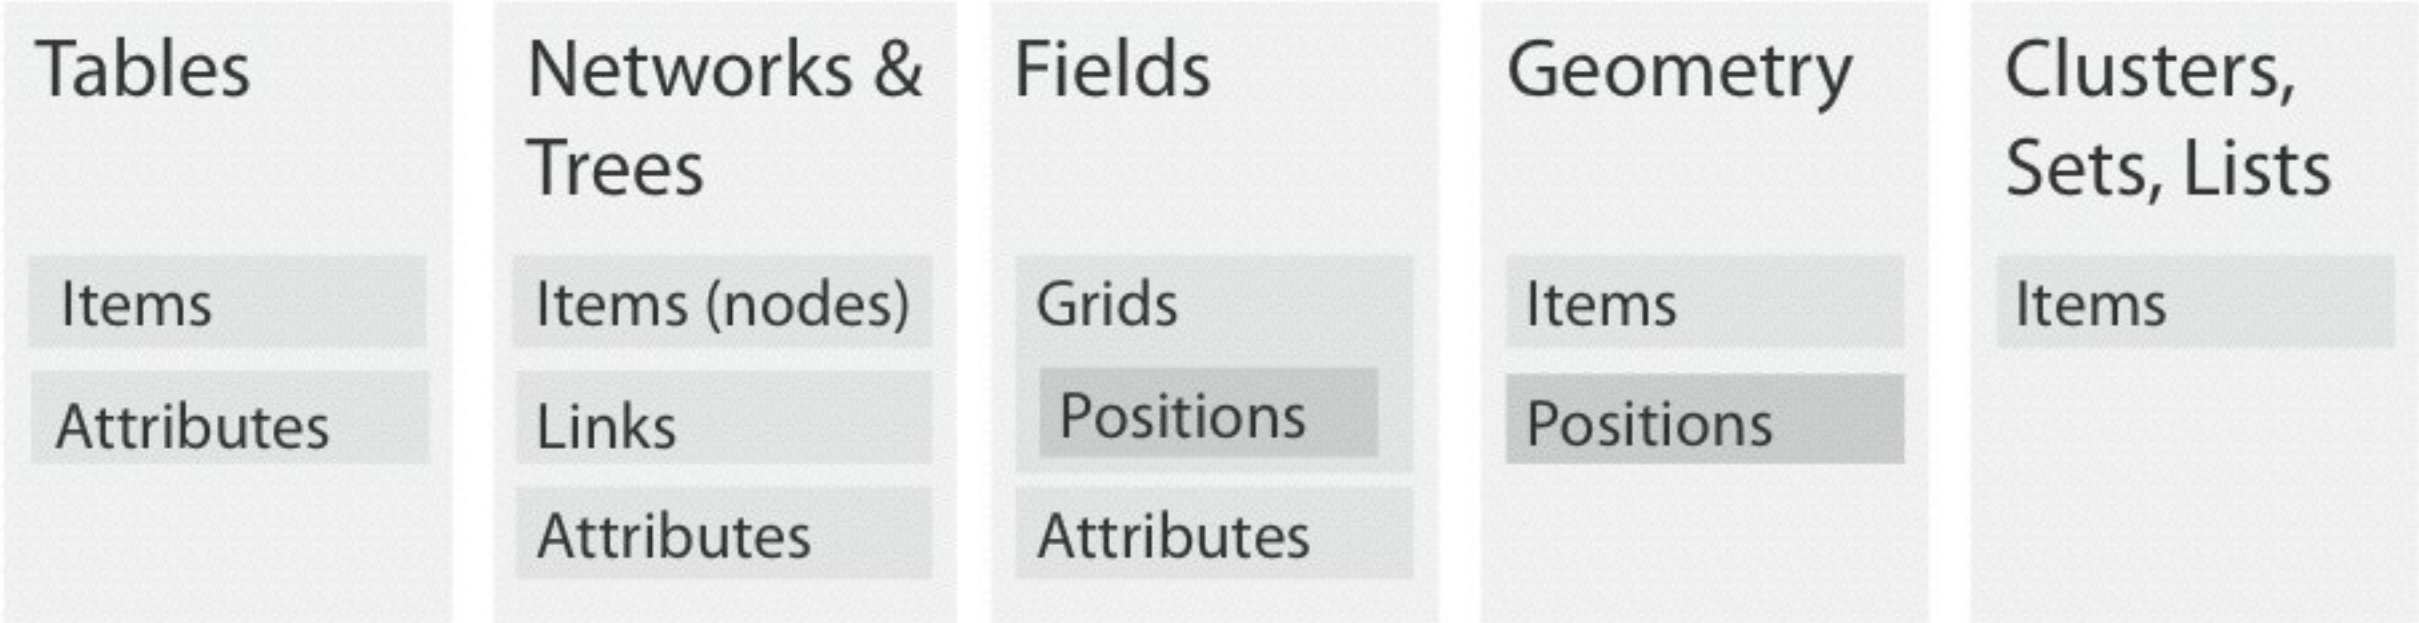 Tables
Items
Attributes
Networks &
Trees
Items (nodes)
Links
Attributes
Fields
Grids
Positions
Attributes
Geometry
Items
Positions
Clusters,
Sets, Lists
Items